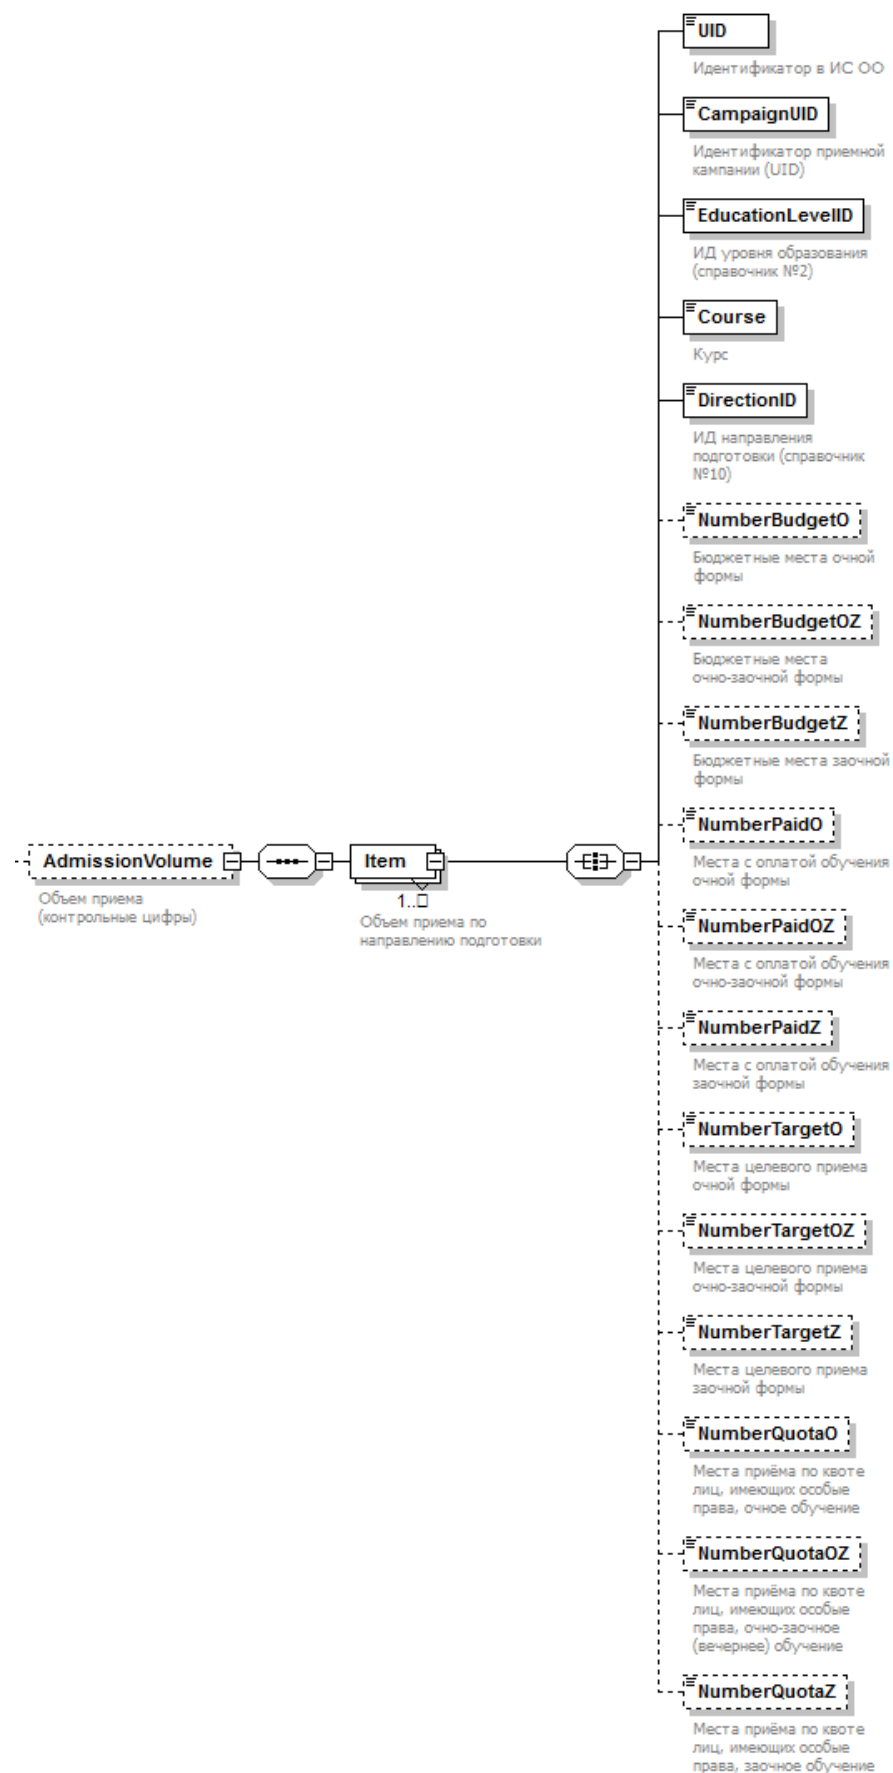 UID
Идентификатор в ИС ОО
CampaignUID
Идентификатор приемной
кампании (UID)
EducationLevelID
ИД уровня образования
(справочник №2)
Course
Курс
DirectionID
ИД направления
подготовки (справочник
№10)
NumberBudgetO
Бюджетные места очной
формы
NumberBudgetOZ
Бюджетные места
очно-заочной формы
NumberBudgetZ
Бюджетные места заочной
формы
NumberPaidO
Места с оплатой обучения
очной формы
AdmissionVolume
Объем приема
(контрольные цифры)
Item
1..□
Объем приема по
направлению подготовки
NumberPaidOZ
Места с оплатой обучения
очно-заочной формы
NumberPaidZ
Места с оплатой обучения
заочной формы
NumberTargetO
Места целевого приема
очной формы
NumberTargetOZ
Места целевого приема
очно-заочной формы
NumberTargetZ
Места целевого приема
заочной формы
NumberQuotaO
Места приёма по квоте
лиц, имеющих особые
права, очное обучение
NumberQuotaOZ
Места приёма по квоте
лиц, имеющих особые
права, очно-заочное
(вечернее) обучение
NumberQuotaZ
Места приёма по квоте
лиц, имеющих особые
права, заочное обучение